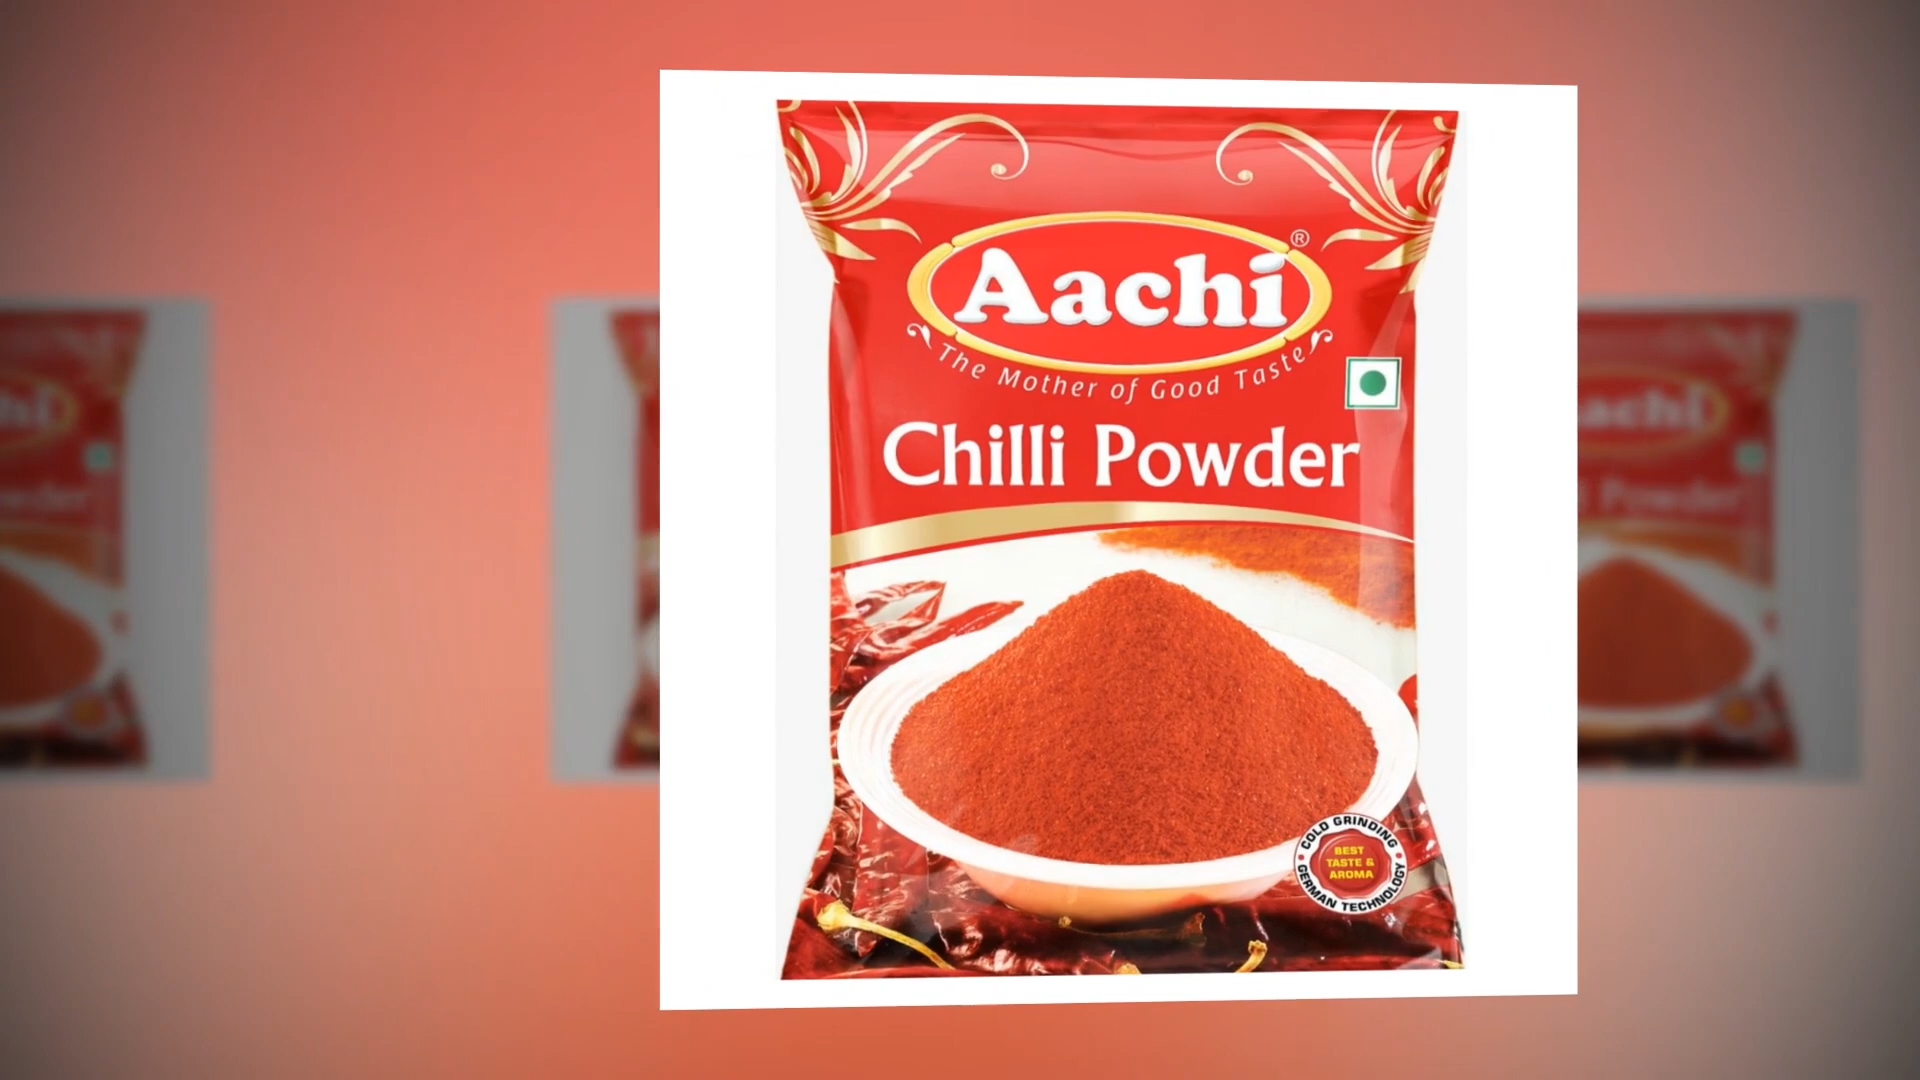 Aachi®
The Mother of Good Taste
Chilli Powder
COLD GRINDING
BEST
TASTE &
AROMA
GERMAN TECHNOLOGY